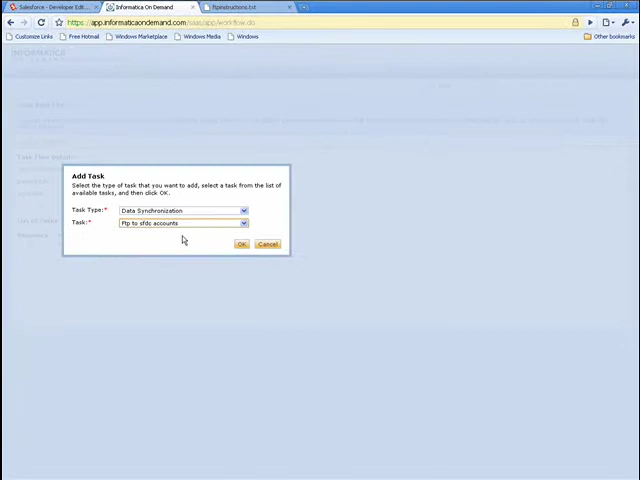 Salesforce - Developer Edit...
Informatica On Demand
ftpinstructions.txt
https://app.informaticaondemand.com/saas/app/workflow.do
Customize Links
Free Hotmail
Windows Marketplace
Windows Media
Windows
Other bookmarks
Add Task
Select the type of task that you want to add, select a task from the list of
available tasks, and then click OK.
Task Type:* Data Synchronization
Task:* Ftp to sfdc accounts
OK Cancel